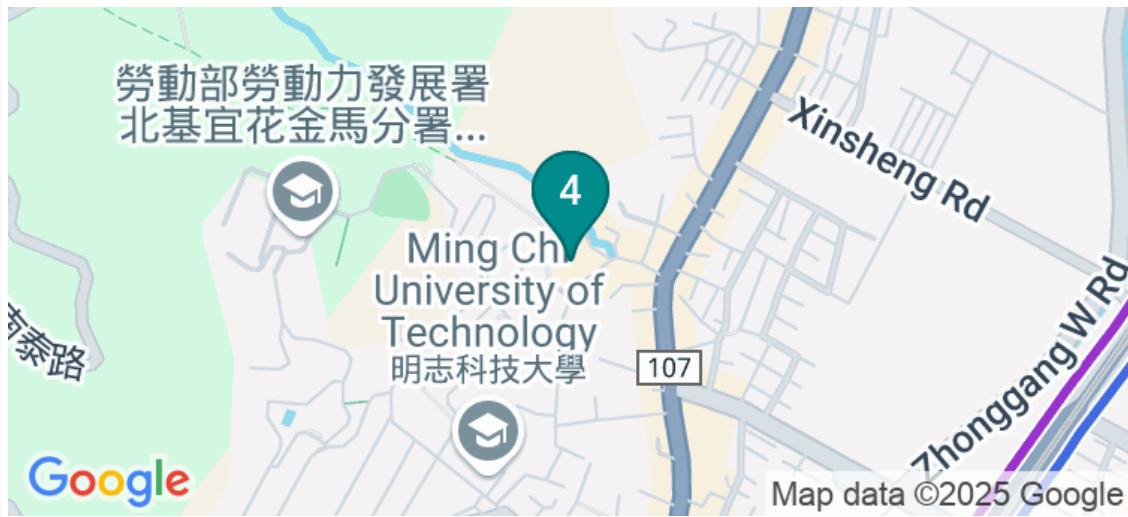 勞動部勞動力發展署
北基宜花金馬分署...
Xinsheng Rd
4
Ming Chi
University of
Technology
明志科技大學
泰路
107
Zhonggang W Rd
Google
Map data ©2025 Google